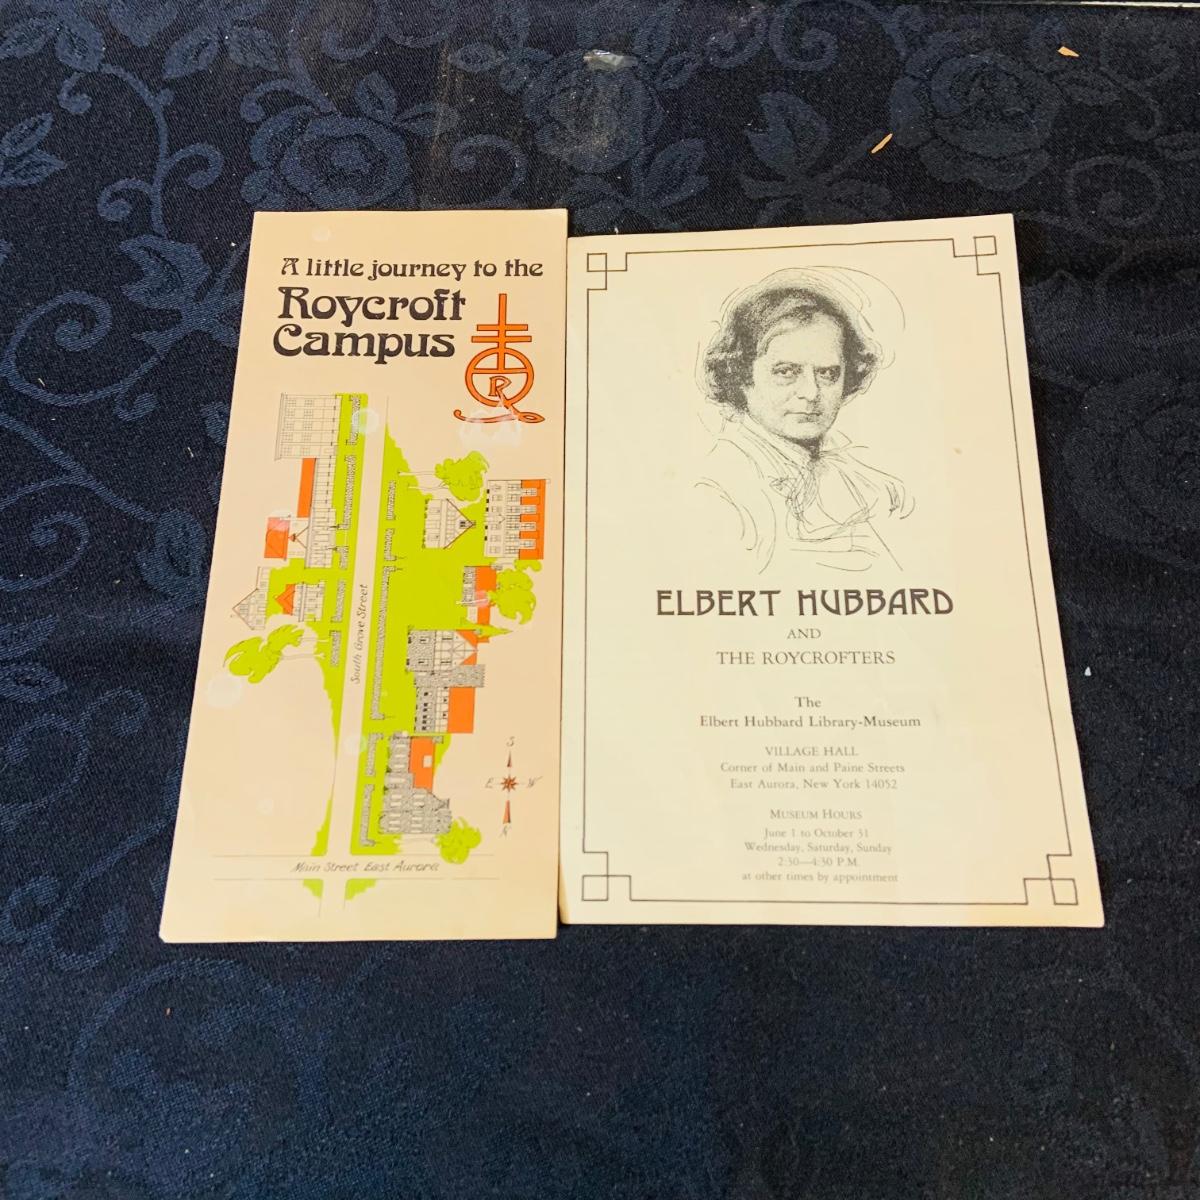 A little journey to the
Roycroft
Campus
R
South Grove Street
S
E W
N
Main Street East Aurora
ELBERT HUBBARD
AND
THE ROYCROFTERS
The
Elbert Hubbard Library-Museum
VILLAGE HALL
Corner of Main and Paine Streets
East Aurora, New York 14052
MUSEUM HOURS
June 1 to October 31
Wednesday, Saturday, Sunday
2:30—4:30 P.M.
at other times by appointment